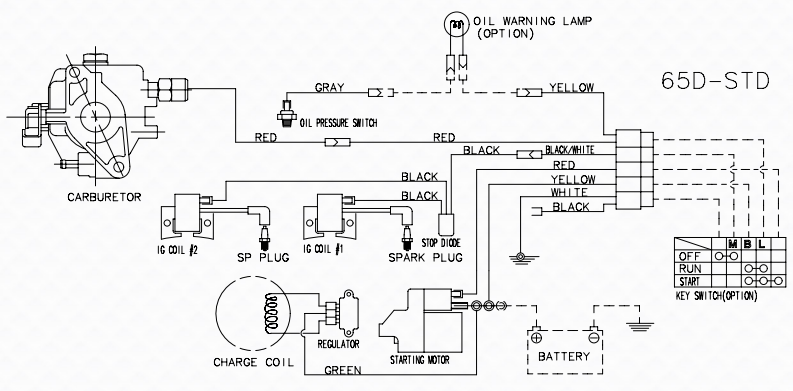 OIL WARNING LAMP
(OPTION)
65D-STD
GRAY
YELLOW
OIL PRESSURE SWITCH
RED
RED
BLACK
BLACK/WHITE
RED
BLACK
YELLOW
BLACK
WHITE
BLACK
CARBURETOR
IG COIL #2
SP PLUG
IG COIL #1
SPARK PLUG
STOP DIODE
M B L
OFF
RUN
START
KEY SWITCH(OPTION)
CHARGE COIL
REGULATOR
STARTING MOTOR
GREEN
BATTERY